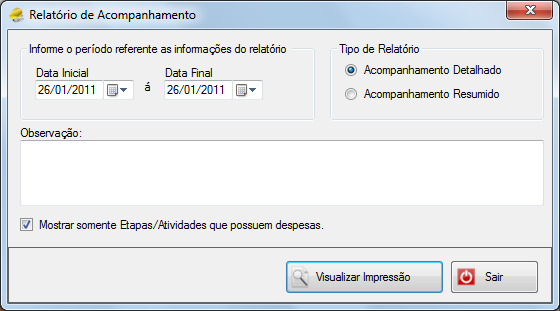 Relatório de Acompanhamento
Informe o período referente as informações do relatório
Tipo de Relatório
Data Inicial
Data Final
26/01/2011 á 26/01/2011
Acompanhamento Detalhado
Acompanhamento Resumido
Observação:
Mostrar somente Etapas/Atividades que possuem despesas.
Visualizar Impressão
Sair